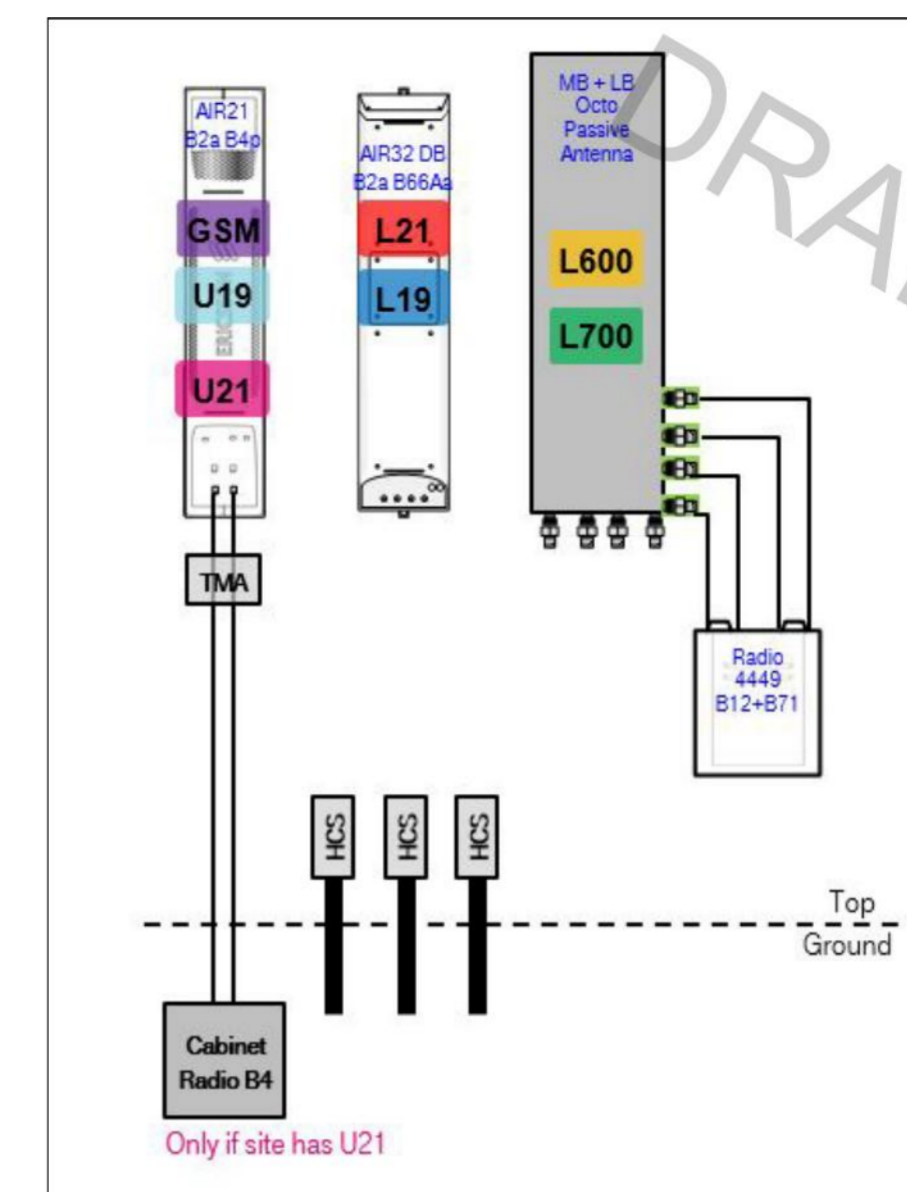 AIR21
B2a B4p
GSM
U19
U21
TMA
AIR32 DB
B2a B66Aa
L21
L19
MB + LB
Octo
Passive
Antenna
L600
L700
Radio
4449
B12+B71
HCS
HCS
HCS
Top
Ground
Cabinet
Radio B4
Only if site has U21